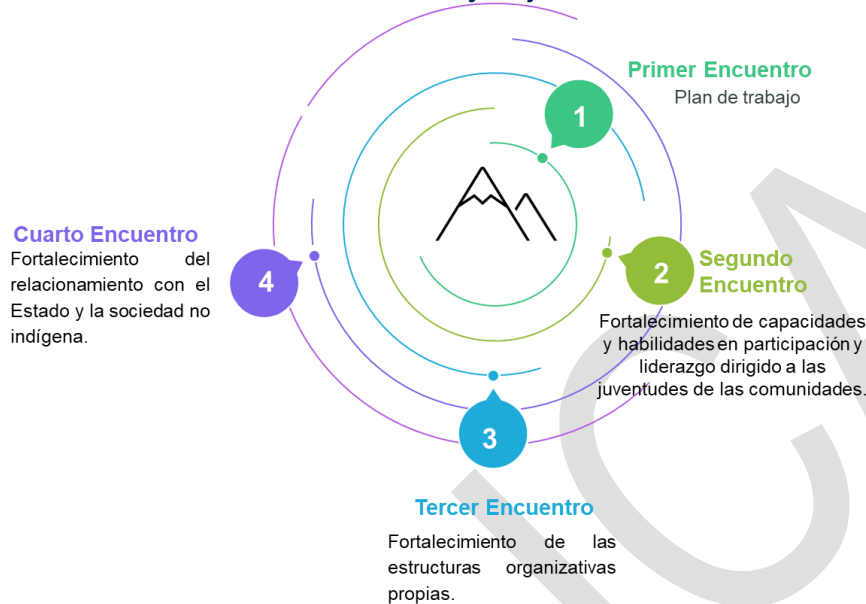 1
Primer Encuentro
Plan de trabajo
2
Segundo
Encuentro
Fortalecimiento de capacidades
y habilidades en participación y
liderazgo dirigido a las
juventudes de las comunidades.
3
Tercer Encuentro
Fortalecimiento de las
estructuras organizativas
propias.
4
Cuarto Encuentro
Fortalecimiento del
relacionamiento con el
Estado y la sociedad no
indígena.